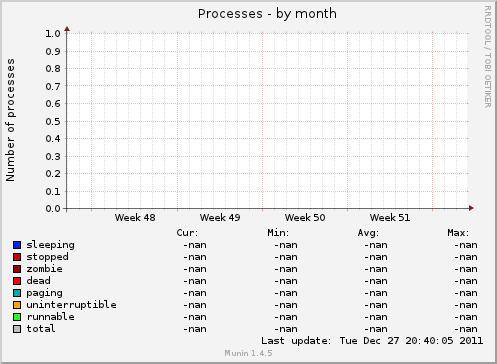 Processes - by month
RRDTOOL / TOBI OETIKER
Number of processes
1.0
0.9
0.8
0.7
0.6
0.5
0.4
0.3
0.2
0.1
0.0
Week 48 Week 49 Week 50 Week 51
Cur: Min: Avg: Max:
sleeping -nan -nan -nan -nan
stopped -nan -nan -nan -nan
zombie -nan -nan -nan -nan
dead -nan -nan -nan -nan
paging -nan -nan -nan -nan
uninterruptible -nan -nan -nan -nan
runnable -nan -nan -nan -nan
total -nan -nan -nan -nan
Last update: Tue Dec 27 20:40:05 2011
Munin 1.4.5